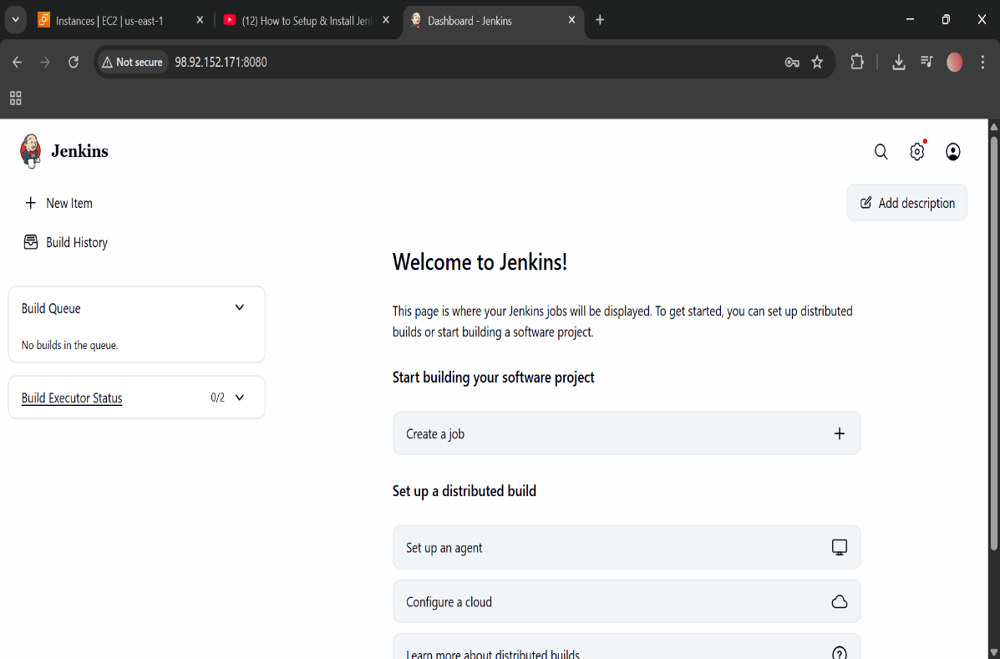 Instances | EC2 | us-east-1
(12) How to Setup & Install Jen
Dashboard - Jenkins
Not secure
98.92.152.171:8080
Jenkins
New Item
Add description
Build History
Welcome to Jenkins!
Build Queue
This page is where your Jenkins jobs will be displayed. To get started, you can set up distributed
builds or start building a software project.
No builds in the queue.
Start building your software project
Build Executor Status
0/2
Create a job
Set up a distributed build
Set up an agent
Configure a cloud
Learn more about distributed builds